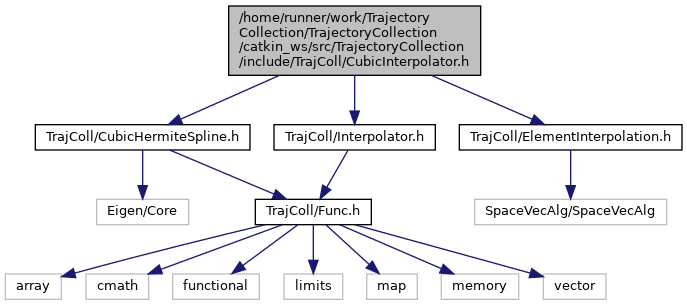 /home/runner/work/Trajectory
Collection/TrajectoryCollection
/catkin_ws/src/TrajectoryCollection
/include/TrajColl/CubicInterpolator.h
TrajColl/CubicHermiteSpline.h
TrajColl/Interpolator.h
TrajColl/ElementInterpolation.h
Eigen/Core
TrajColl/Func.h
SpaceVecAlg/SpaceVecAlg
array
cmath
functional
limits
map
memory
vector